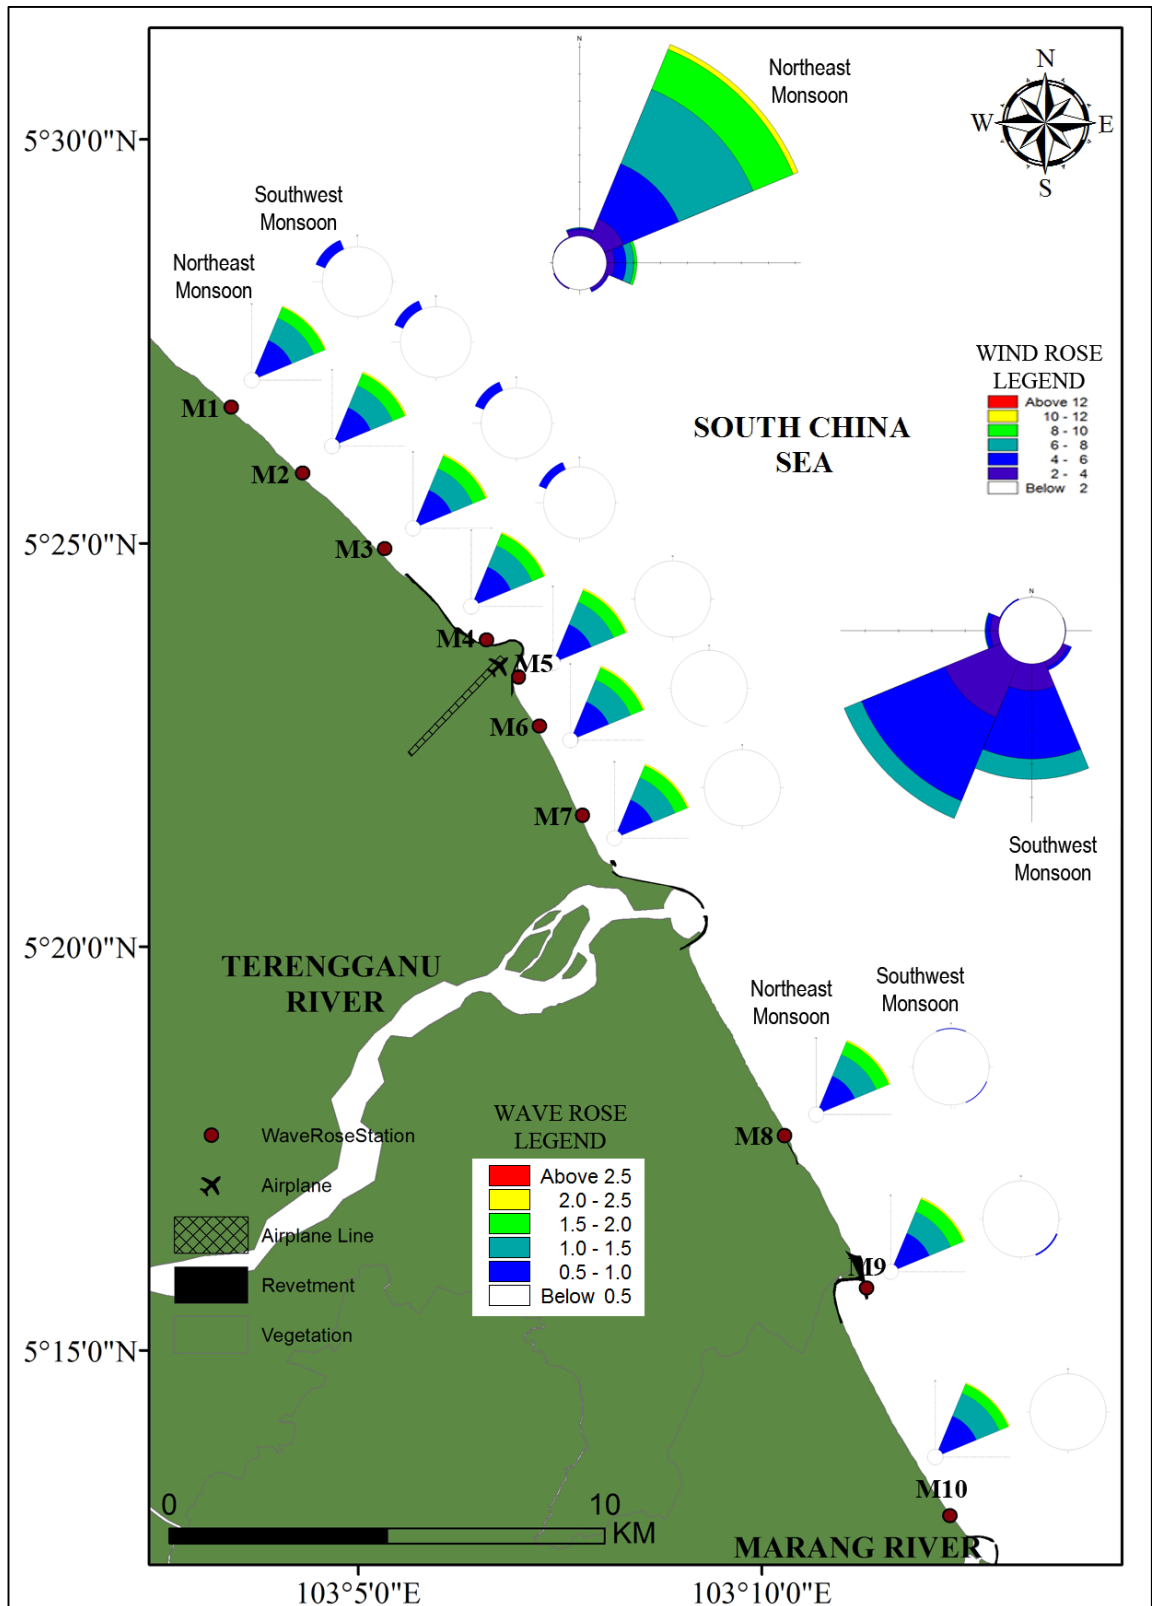 N
Northeast
Monsoon
N
W
E
S
5°30'0"N
Southwest
Monsoon
Northeast
Monsoon
WIND ROSE
LEGEND
Above 12
10 - 12
8 - 10
6 - 8
4 - 6
2 - 4
Below 2
M1
SOUTH CHINA
SEA
M2
5°25'0"N
M3
N
M4
M5
M6
M7
Southwest
Monsoon
5°20'0"N
TERENGGANU
RIVER
Northeast
Monsoon
Southwest
Monsoon
WAVE ROSE
LEGEND
Above 2.5
2.0 - 2.5
1.5 - 2.0
1.0 - 1.5
0.5 - 1.0
Below 0.5
M8
WaveRoseStation
Airplane
Airplane Line
Revetment
Vegetation
M9
5°15'0"N
M10
0
10
KM
MARANG RIVER
103°5'0"E
103°10'0"E